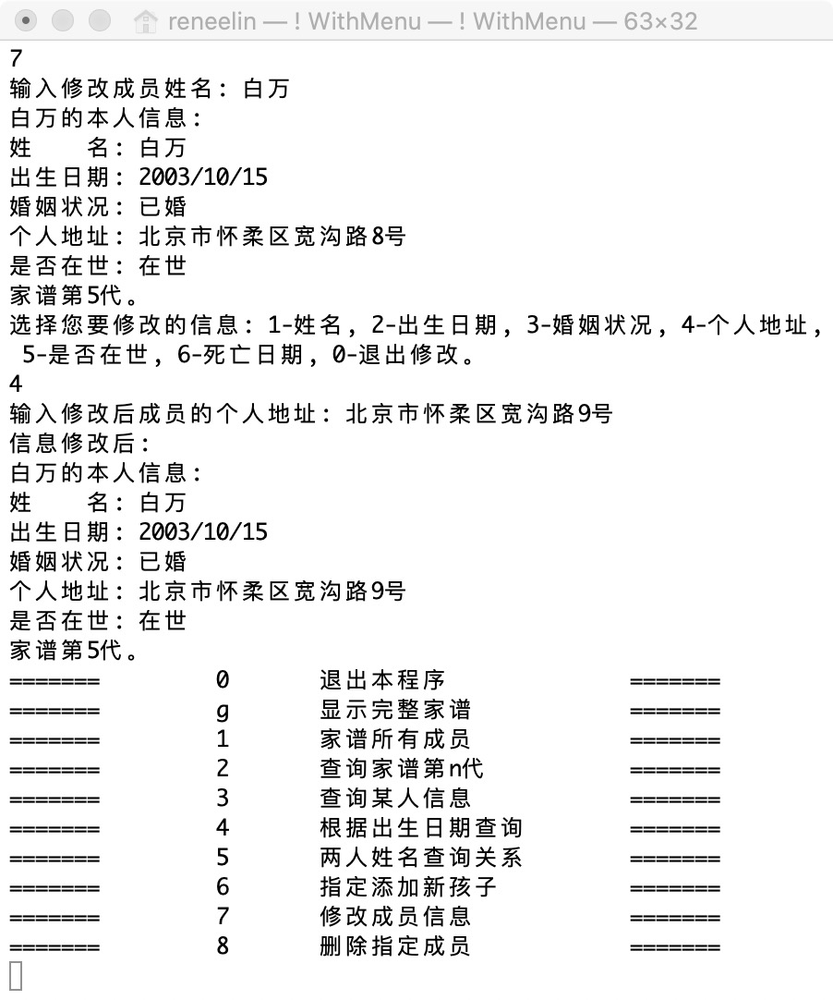 reneelin — ! WithMenu — ! WithMenu — 63×32
7
输入修改成员姓名：白万
白万的本人信息：
姓    名：白万
出生日期：2003/10/15
婚姻状况：已婚
个人地址：北京市怀柔区宽沟路8号
是否在世：在世
家谱第5代。
选择您要修改的信息：1-姓名，2-出生日期，3-婚姻状况，4-个人地址，
5-是否在世，6-死亡日期，0-退出修改。
4
输入修改后成员的个人地址：北京市怀柔区宽沟路9号
信息修改后：
白万的本人信息：
姓    名：白万
出生日期：2003/10/15
婚姻状况：已婚
个人地址：北京市怀柔区宽沟路9号
是否在世：在世
家谱第5代。
=======         0       退出本程序              =======
=======         g       显示完整家谱            =======
=======         1       家谱所有成员            =======
=======         2       查询家谱第n代           =======
=======         3       查询某人信息            =======
=======         4       根据出生日期查询        =======
=======         5       两人姓名查询关系        =======
=======         6       指定添加新孩子          =======
=======         7       修改成员信息            =======
=======         8       删除指定成员            =======